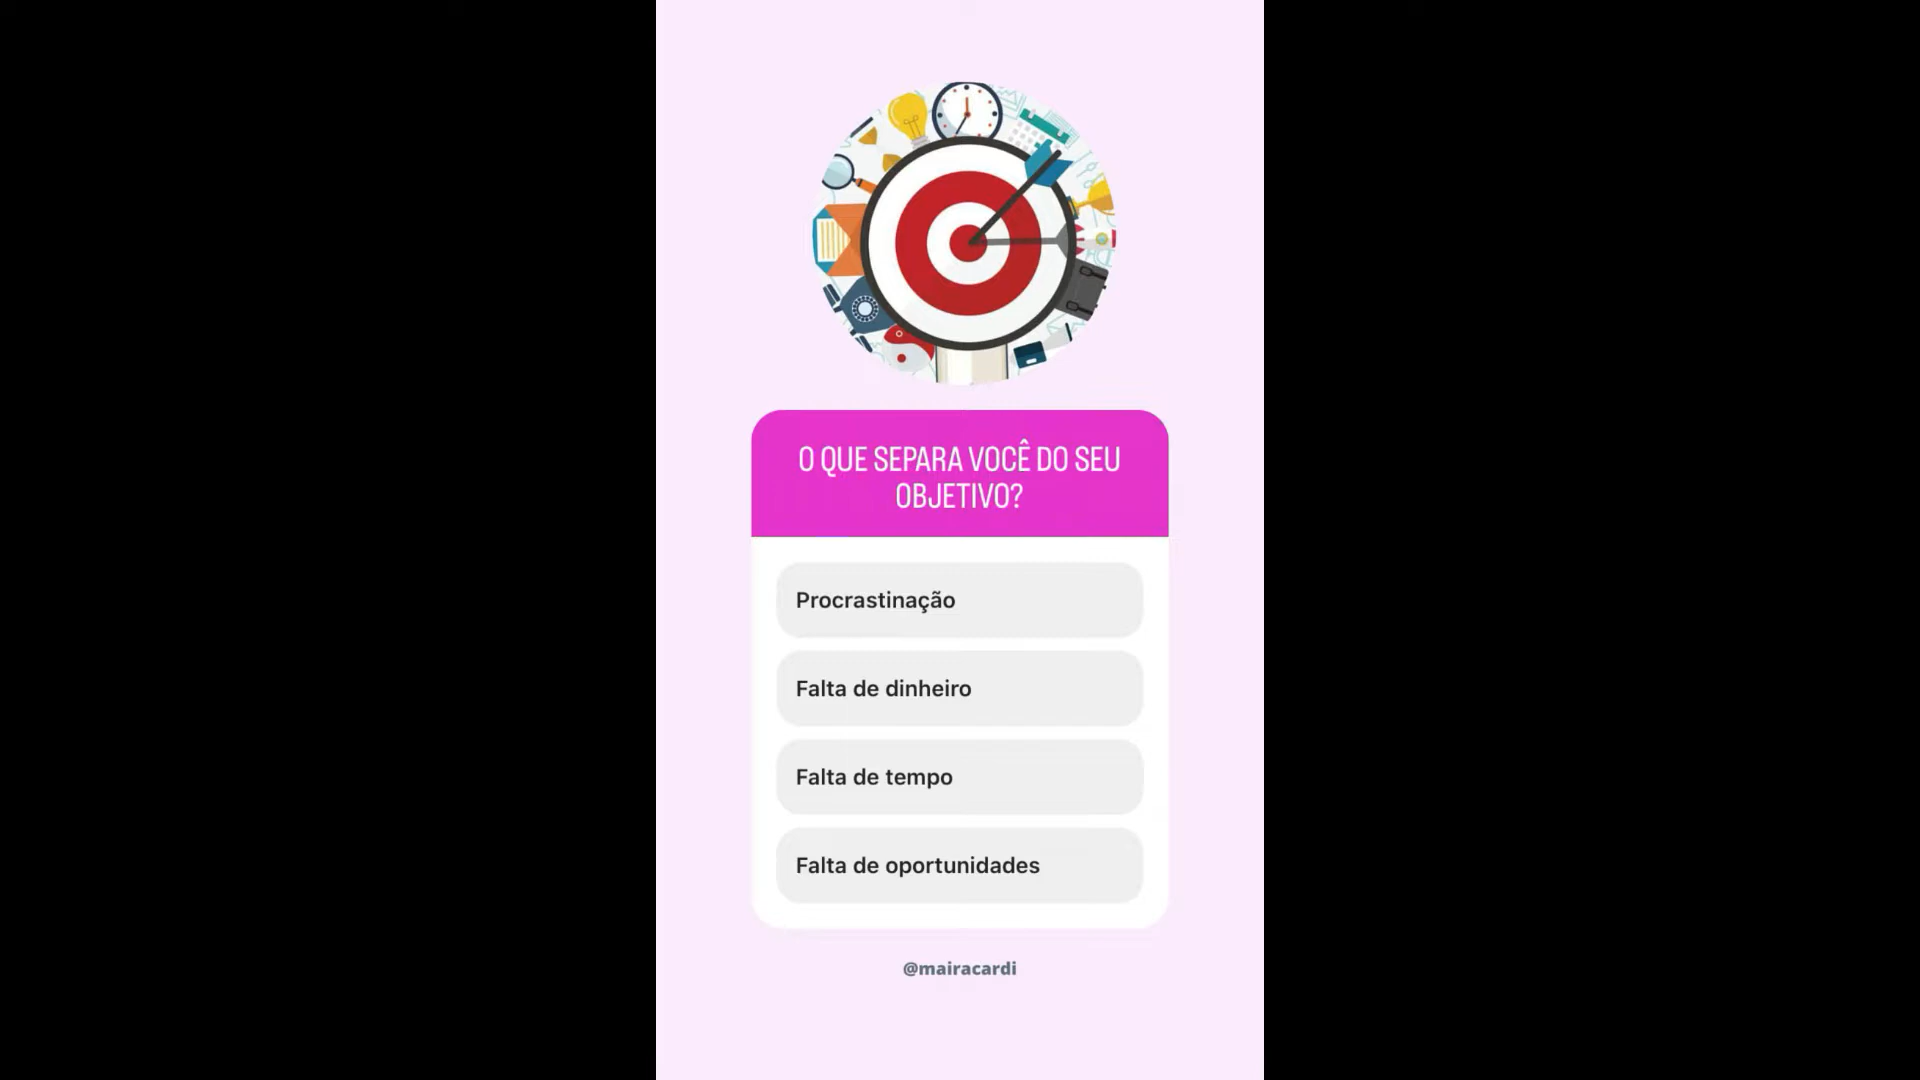 O QUE SEPARA VOCÊ DO SEU
OBJETIVO?
Procrastinação
Falta de dinheiro
Falta de tempo
Falta de oportunidades
@mairacardi